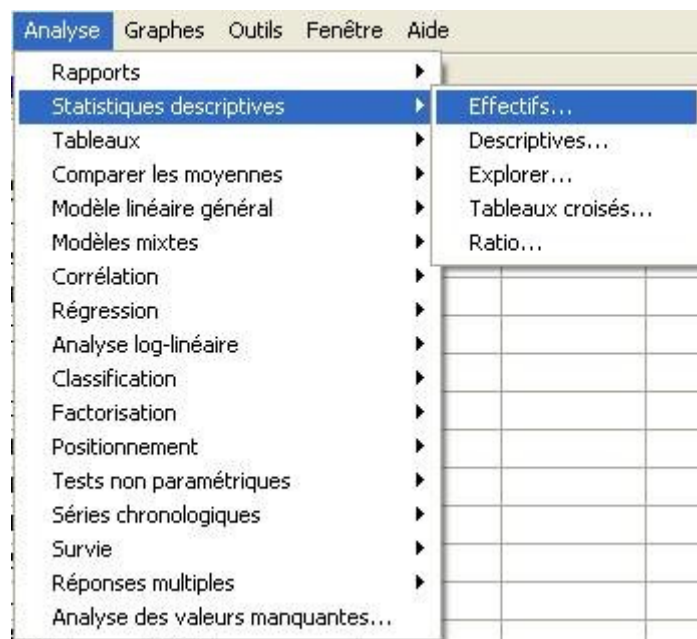 Analyse Graphes Outils Fenêtre Aide
Rapports
Statistiques descriptives
Tableaux
Comparer les moyennes
Modèle linéaire général
Modèles mixtes
Corrélation
Régression
Analyse log-linéaire
Classification
Factorisation
Positionnement
Tests non paramétriques
Séries chronologiques
Survie
Réponses multiples
Analyse des valeurs manquantes...
Effectifs...
Descriptives...
Explorer...
Tableaux croisés...
Ratio...